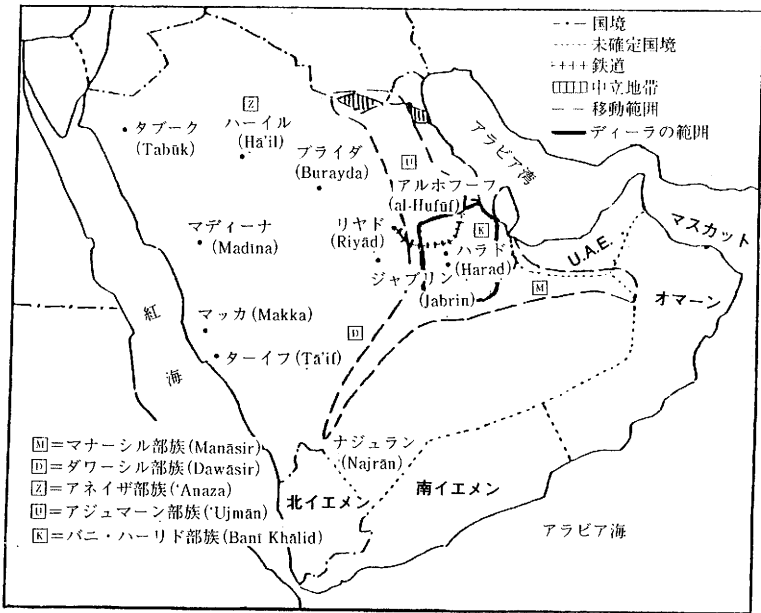 国境
未確定国境
鉄道
中立地帯
移動範囲
ディーラの範囲
Z
タブーク
(Tabūk)
ハーイル
(Hā'il)
ブライダ
(Burayda)
U
アラビア湾
アルホフーフ
(al-Hufūf)
マディーナ
(Madīna)
リヤド
(Riyāḍ)
K
ハラド
(Harad)
ジャブリン
(Jabrin)
U.A.E.
マスカット
M
オマーン
紅海
マッカ(Makka)
D
ターイフ(Tā'if)
ナジュラン
(Najrān)
北イエメン
南イエメン
アラビア海
M=マナーシル部族(Manāsir)
D=ダワーシル部族(Dawāsir)
Z=アネイザ部族('Anaza)
U=アジュマーン部族('Ujmān)
K=バニ・ハーリド部族(Banī Khālid)